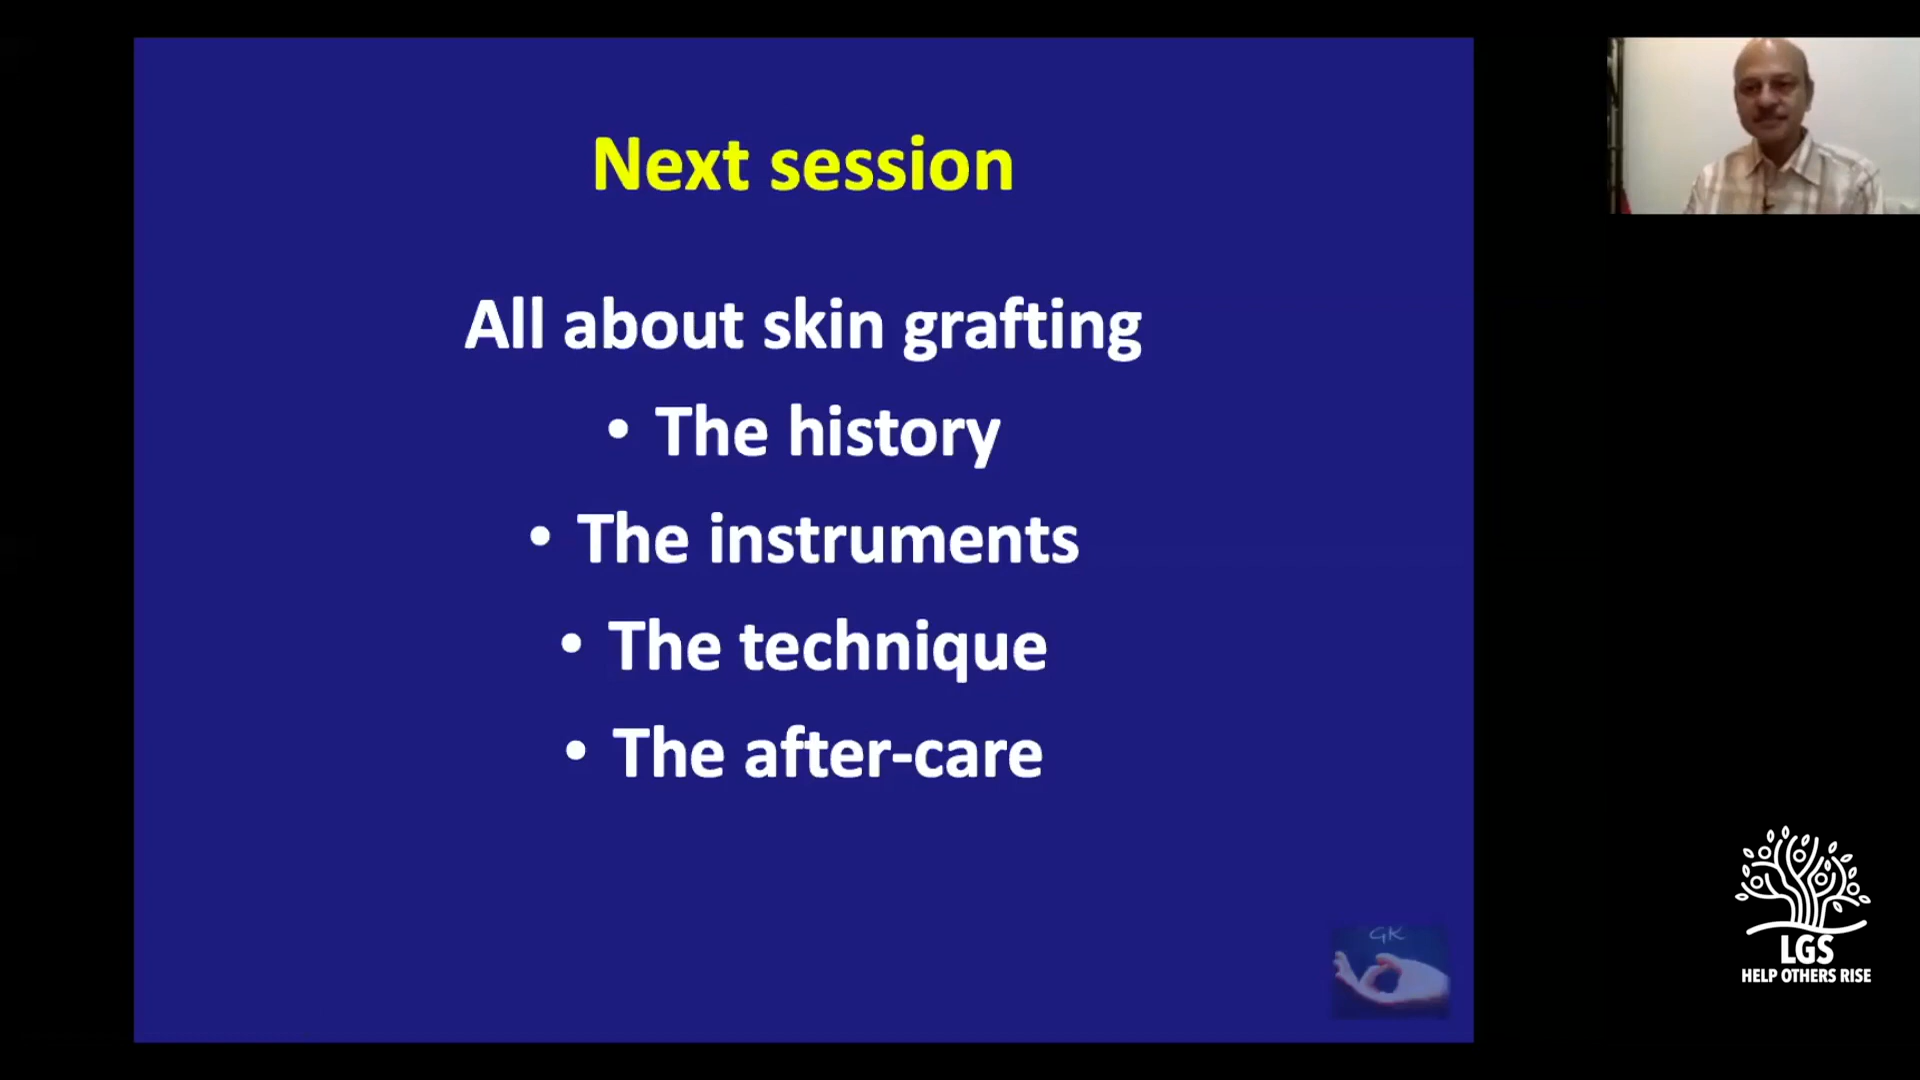 Next session
All about skin grafting
• The history
• The instruments
• The technique
• The after-care
GK
LGS
HELP OTHERS RISE